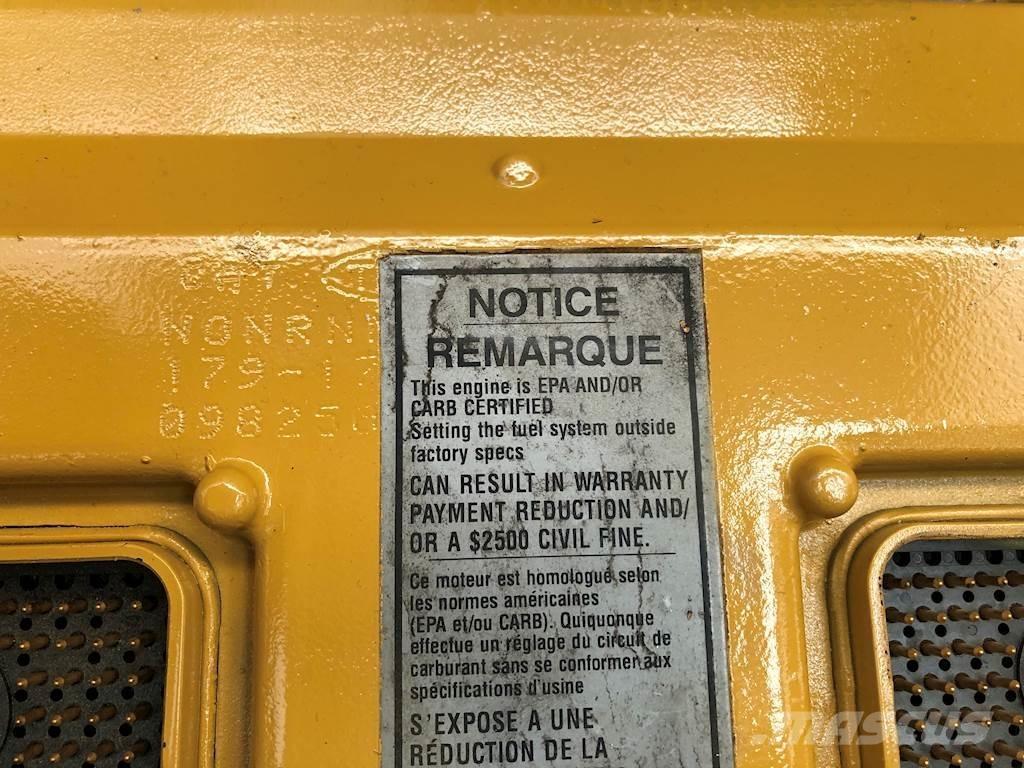 NOTICE
REMARQUE
This engine is EPA AND/OR
CARB CERTIFIED
Setting the fuel system outside
factory specs
CAN RESULT IN WARRANTY
PAYMENT REDUCTION AND/
OR A $2500 CIVIL FINE.
Ce moteur est homologué selon
les normes américaines
(EPA et/ou CARB). Quiquonque
effectue un réglage du circuit de
carburant sans se conformer aux
spécifications d'usine
S'EXPOSE A UNE
RÉDUCTION DE LA
MASCUS